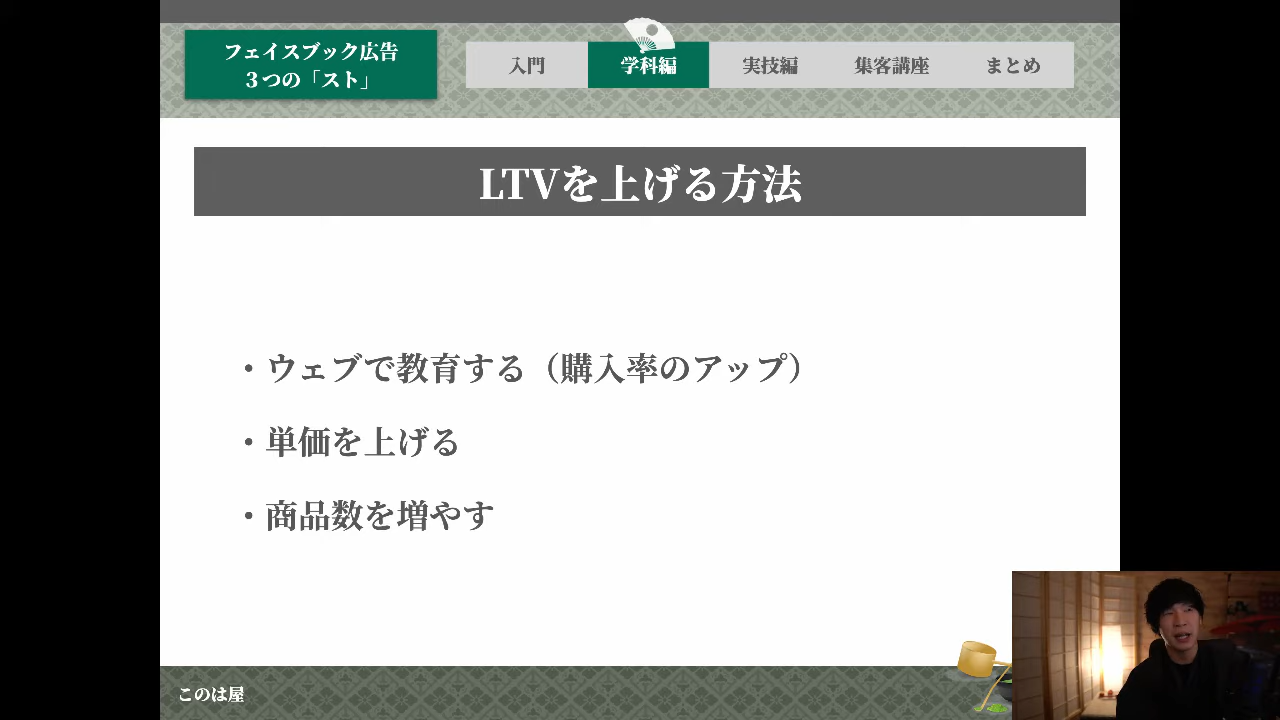 フェイスブック広告
３つの「スト」
入門
学科編
実技編
集客講座
まとめ
LTVを上げる方法
・ウェブで教育する（購入率のアップ）
・単価を上げる
・商品数を増やす
このは屋